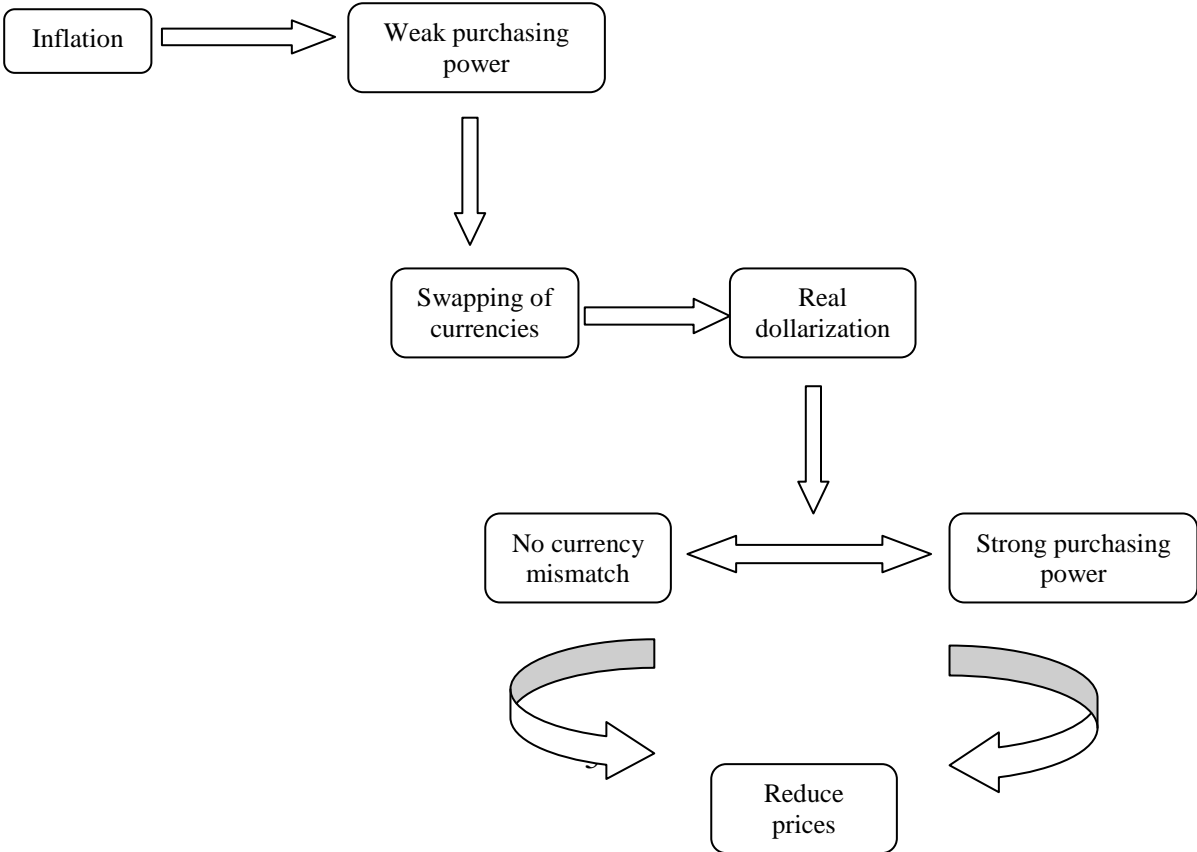 Inflation
Weak purchasing
power
Swapping of
currencies
Real
dollarization
No currency
mismatch
Strong purchasing
power
Reduce
prices